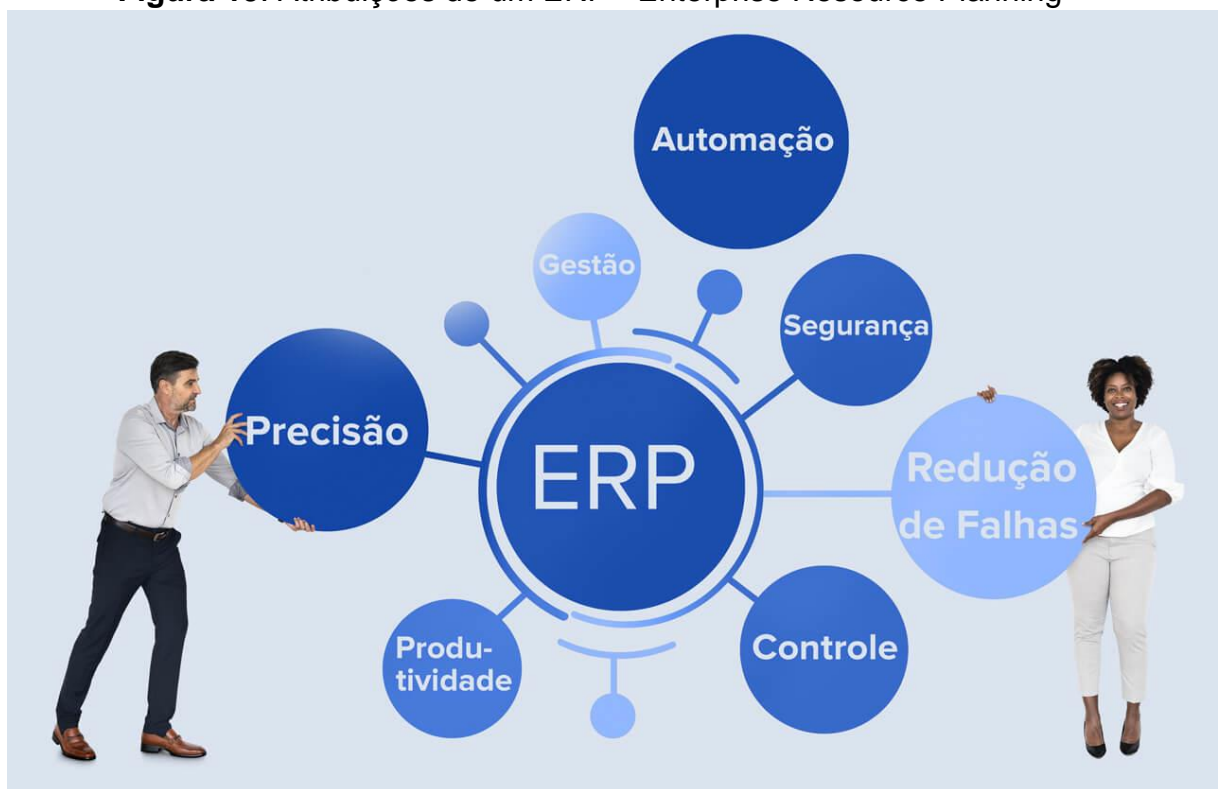 Automação
Gestão
Segurança
Precisão
ERP
Redução
de Falhas
Produ-
tividade
Controle